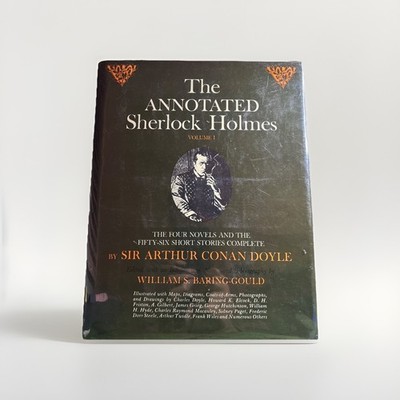 The
ANNOTATED
Sherlock Holmes
VOLUME I
THE FOUR NOVELS AND THE
FIFTY-SIX SHORT STORIES COMPLETE
BY SIR ARTHUR CONAN DOYLE
WILLIAM S. BARING-GOULD
Illustrated with Maps, Diagrams, Coats-of-Arms, Photographs,
and Drawings by Charles Doyle, Howard K. Elcock, D. H.
Friston, A. Gilbert, James Greig, George Hutchinson, William
H. Hyde, Charles Raymond Macauley, Sidney Paget, Frederic
Dorr Steele, Arthur Twidle, Frank Wiles and Numerous Others